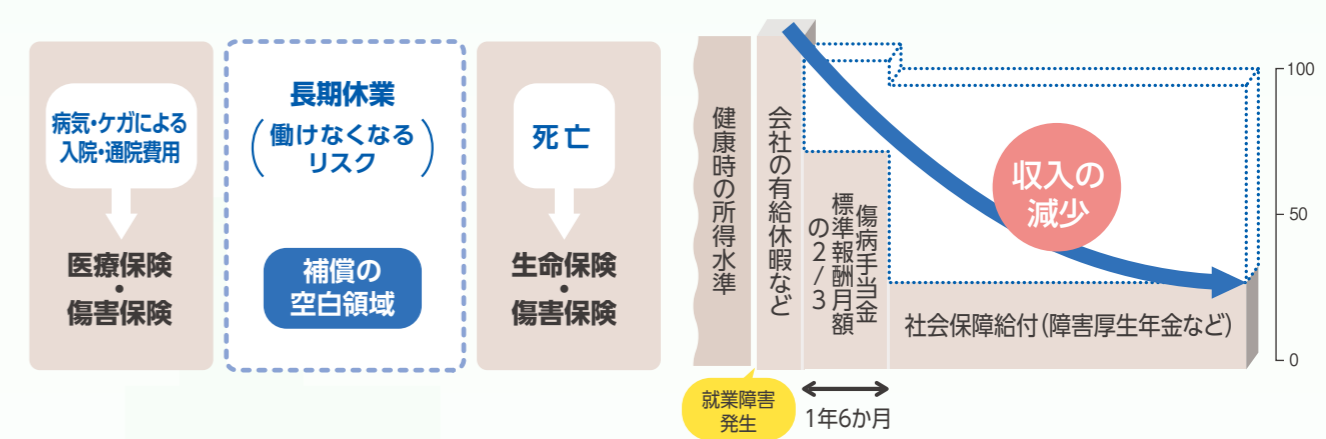 病気・ケガによる
入院・通院費用
医療保険
・
傷害保険
長期休業
(働けなくなる
リスク)
補償の
空白領域
死亡
生命保険
・
傷害保険
健康時の所得水準
会社の有給休暇など
傷病手当金
標準報酬月額
の2/3
収入の
減少
社会保障給付(障害厚生年金など)
100
50
0
就業障害
発生
1年6か月